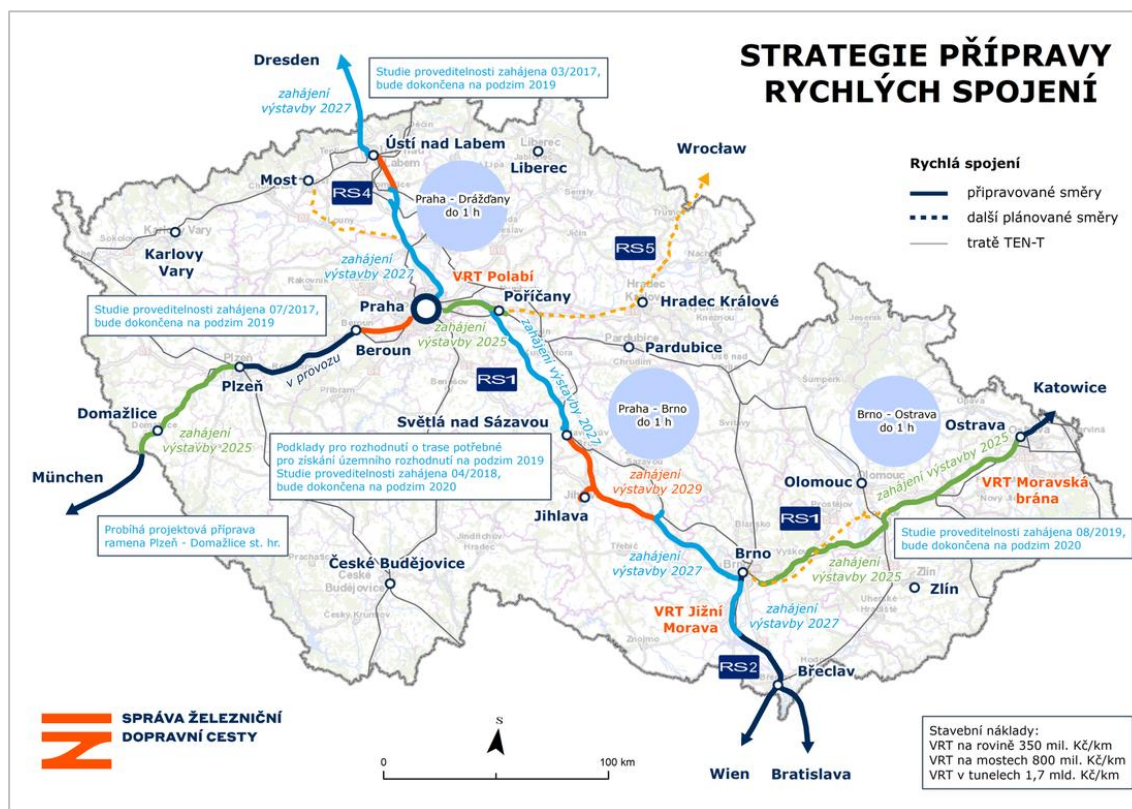 STRATEGIE PŘÍPRAVY
RYCHLÝCH SPOJENÍ
Rychlá spojení
připravované směry
další plánované směry
tratě TEN-T
Dresden
Studie proveditelnosti zahájena 03/2017,
bude dokončena na podzim 2019
zahájení
výstavby 2027
Ústí nad Labem
Liberec
Liberec
Wrocław
Most
RS4
Praha - Drážďany
do 1 h
RS5
Karlovy
Vary
zahájení
výstavby 2027
VRT Polabí
Studie proveditelnosti zahájena 07/2017,
bude dokončena na podzim 2019
Praha
Poříčany
Hradec Králové
zahájení
výstavby 2025
Beroun
Beroun
Pardubice
v provozu
Plzeň
Plzeň
RS1
zahájení výstavby 2027
Praha - Brno
do 1 h
Brno - Ostrava
do 1 h
Katowice
Domažlice
Světlá nad Sázavou
Ostrava
zahájení
výstavby 2025
Podklady pro rozhodnutí o trase potřebné
pro získání územního rozhodnutí na podzim 2019
Studie proveditelnosti zahájena 04/2018,
bude dokončena na podzim 2020
zahájení
výstavby 2029
zahájení výstavby 2025
VRT Moravská
brána
München
Olomouc
Olomouc
Jihlava
RS1
Probíhá projektová příprava
ramena Plzeň - Domažlice st. hr.
Studie proveditelnosti zahájena 08/2019,
bude dokončena na podzim 2020
zahájení
výstavby 2027
Brno
zahájení
výstavby 2025
České Budějovice
České
Budějovice
Zlín
Zlín
VRT Jižní
Morava
zahájení
výstavby 2027
RS2
Břeclav
SPRÁVA ŽELEZNIČNÍ
DOPRAVNÍ CESTY
S
0
100 km
Wien
Bratislava
Stavební náklady:
VRT na rovině 350 mil. Kč/km
VRT na mostech 800 mil. Kč/km
VRT v tunelech 1,7 mld. Kč/km